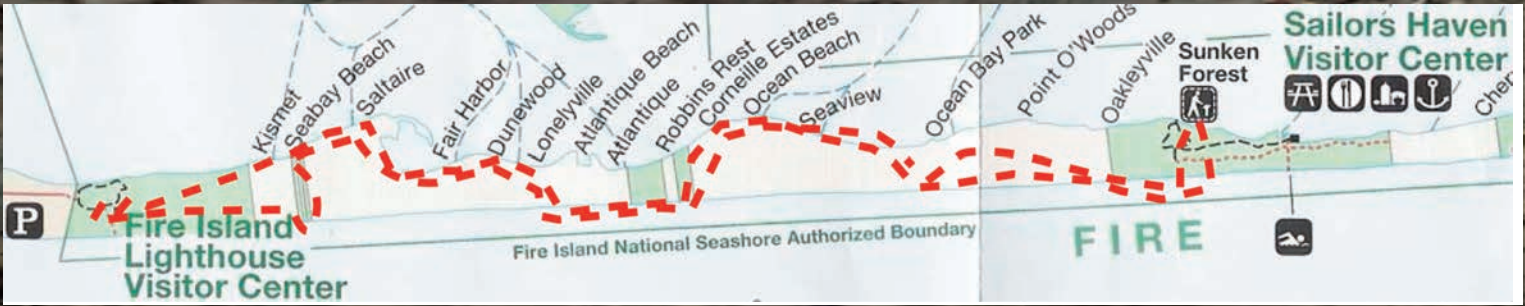 Kismet
Seabay Beach
Saltaire
Fair Harbor
Dunewood
Lonelyville
Atlantique Beach
Atlantique
Robbins Rest
Corneille Estates
Ocean Beach
Seaview
Ocean Bay Park
Point O'Woods
Oakleyville
Sunken
Forest
Sailors Haven
Visitor Center
Cher
P
Fire Island
Lighthouse
Visitor Center
Fire Island National Seashore Authorized Boundary
FIRE